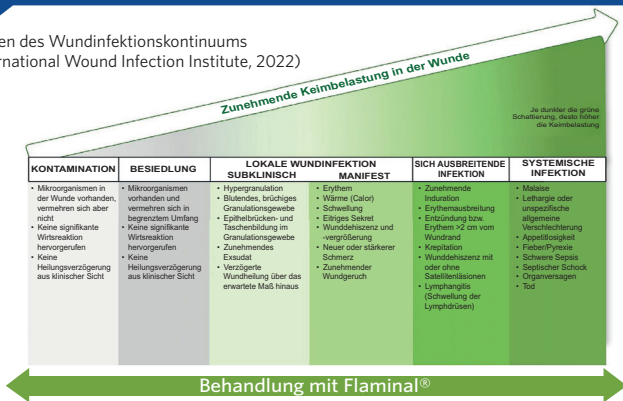 en des Wundinfektionskontinuums
ernational Wound Infection Institute, 2022)
Zunehmende Keimbelastung in der Wunde
Je dunkler die grüne
Schattierung, desto höher
die Keimbelastung
KONTAMINATION
• Mikroorganismen in
der Wunde vorhanden,
vermehren sich aber
nicht
• Keine signifikante
Wirtsreaktion
hervorgerufen
• Keine
Heilungsverzögerung
aus klinischer Sicht
BESIEDLUNG
• Mikroorganismen
vorhanden und
vermehren sich in
begrenztem Umfang
• Keine signifikante
Wirtsreaktion
hervorgerufen
• Keine
Heilungsverzögerung
aus klinischer Sicht
LOKALE WUNDINFEKTION
SUBKLINISCH
• Hypergranulation
• Blutendes, brüchiges
Granulationsgewebe
• Epithelbrücken- und
Taschenbildung im
Granulationsgewebe
• Zunehmendes
Exsudat
• Verzögerte
Wundheilung über das
erwartete Maß hinaus
MANIFEST
• Erythem
• Wärme (Calor)
• Schwellung
• Eitriges Sekret
• Wunddehiszenz und
-vergrößerung
• Neuer oder stärkerer
Schmerz
• Zunehmender
Wundgeruch
SICH AUSBREITENDE
INFEKTION
• Zunehmende
Induration
• Erythemausbreitung
• Entzündung bzw.
Erythem >2 cm vom
Wundrand
• Krepitation
• Wunddehiszenz mit
oder ohne
Satellitenläsionen
• Lymphangitis
(Schwellung der
Lymphdrüsen)
SYSTEMISCHE
INFEKTION
• Malaise
• Lethargie oder
unspezifische
allgemeine
Verschlechterung
• Appetitlosigkeit
• Fieber/Pyrexie
• Schwere Sepsis
• Septischer Schock
• Organversagen
• Tod
Behandlung mit Flaminal®